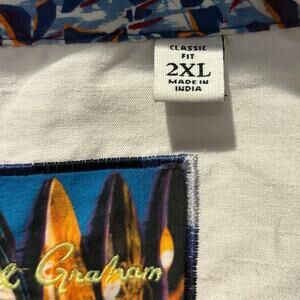 CLASSIC
FIT
2XL
MADE IN
INDIA
Graham